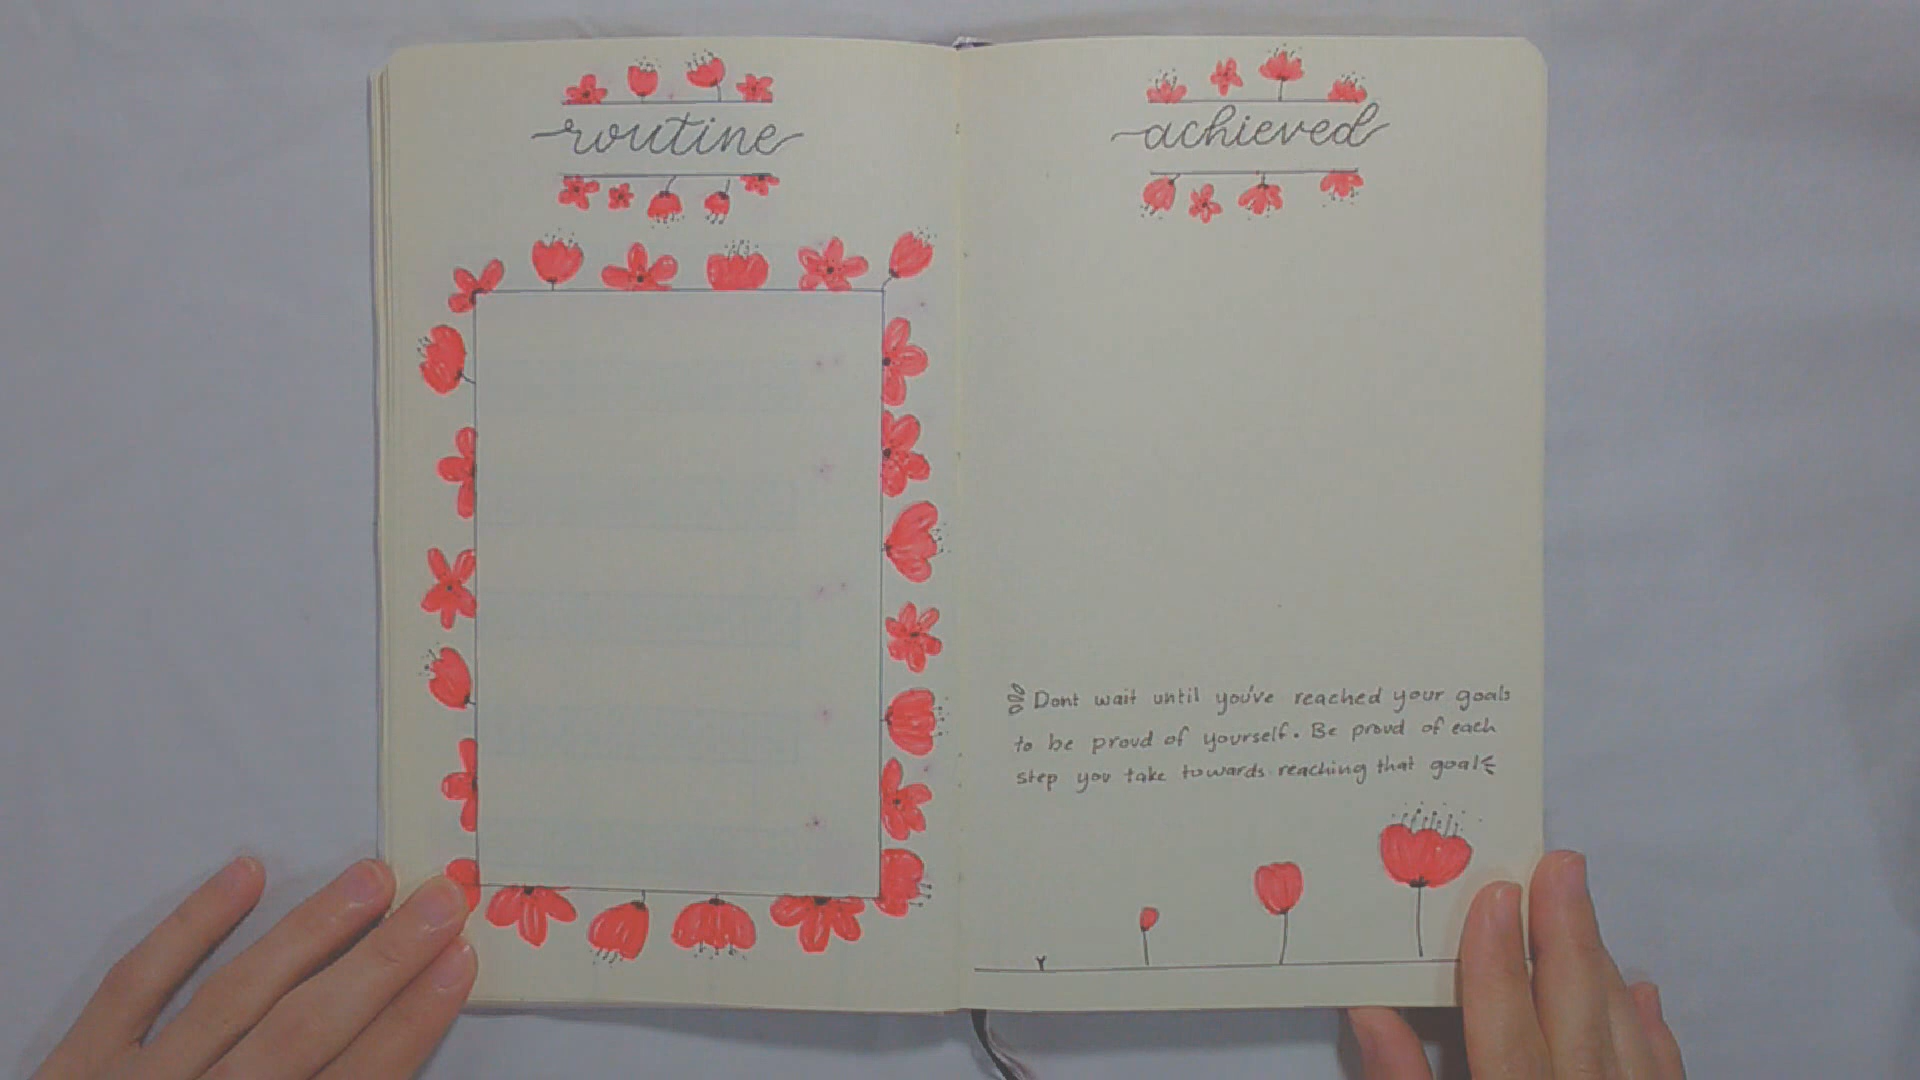 routine
achieved
Dont wait until you've reached your goals
to be proud of yourself. Be proud of each
step you take towards reaching that goal